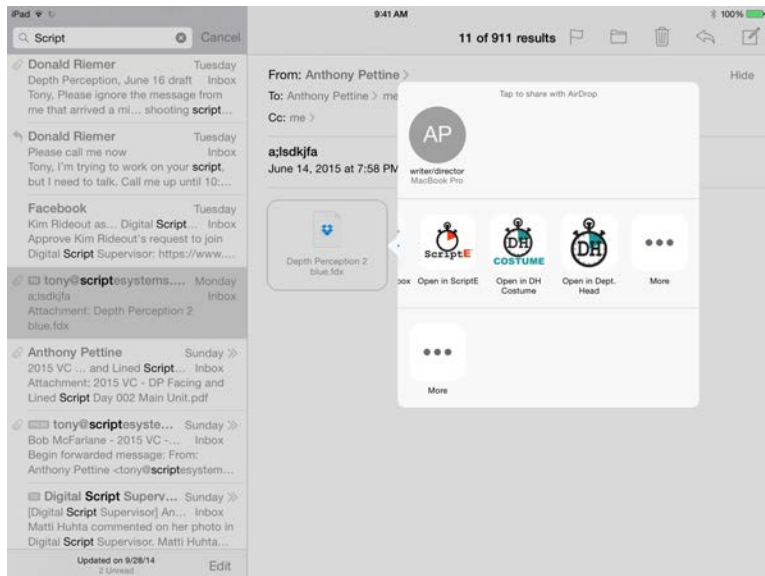 iPad
9:41 AM
100%
Script
Cancel
11 of 911 results
Donald Riemer Tuesday
Depth Perception, June 16 draft Inbox
Tony, Please ignore the message from
me that arrived a mi... shooting script...
Donald Riemer Tuesday
Please call me now Inbox
Tony, I'm trying to work on your script,
but I need to talk. Call me up until 10:...
Facebook Tuesday
Kim Rideout as... Digital Script... Inbox
Approve Kim Rideout's request to join
Digital Script Supervisor: https://www....
tony@scriptesystems.... Monday
a;lsdkjfa Inbox
Attachment: Depth Perception 2
blue.fdx
Anthony Pettine Sunday
2015 VC ... and Lined Script... Inbox
Attachment: 2015 VC - DP Facing and
Lined Script Day 002 Main Unit.pdf
tony@scriptesyste... Sunday
Bob McFarlane - 2015 VC -... Inbox
Begin forwarded message: From:
Anthony Pettine <tony@scriptesystem...
Digital Script Superv... Sunday
[Digital Script Supervisor] An... Inbox
Matti Huhta commented on her photo in
Digital Script Supervisor. Matti Huhta...
Updated on 9/28/14
2 Unread
Edit
From: Anthony Pettine >
Hide
To: Anthony Pettine > me
Cc: me >
a;lsdkjfa
June 14, 2015 at 7:58 PM
Depth Perception 2
blue.fdx
Tap to share with AirDrop
AP
writer/director
MacBook Pro
ScriptE
DH
COSTUME
DH
box
Open in ScriptE
Open in DH
Costume
Open in Dept.
Head
More
More